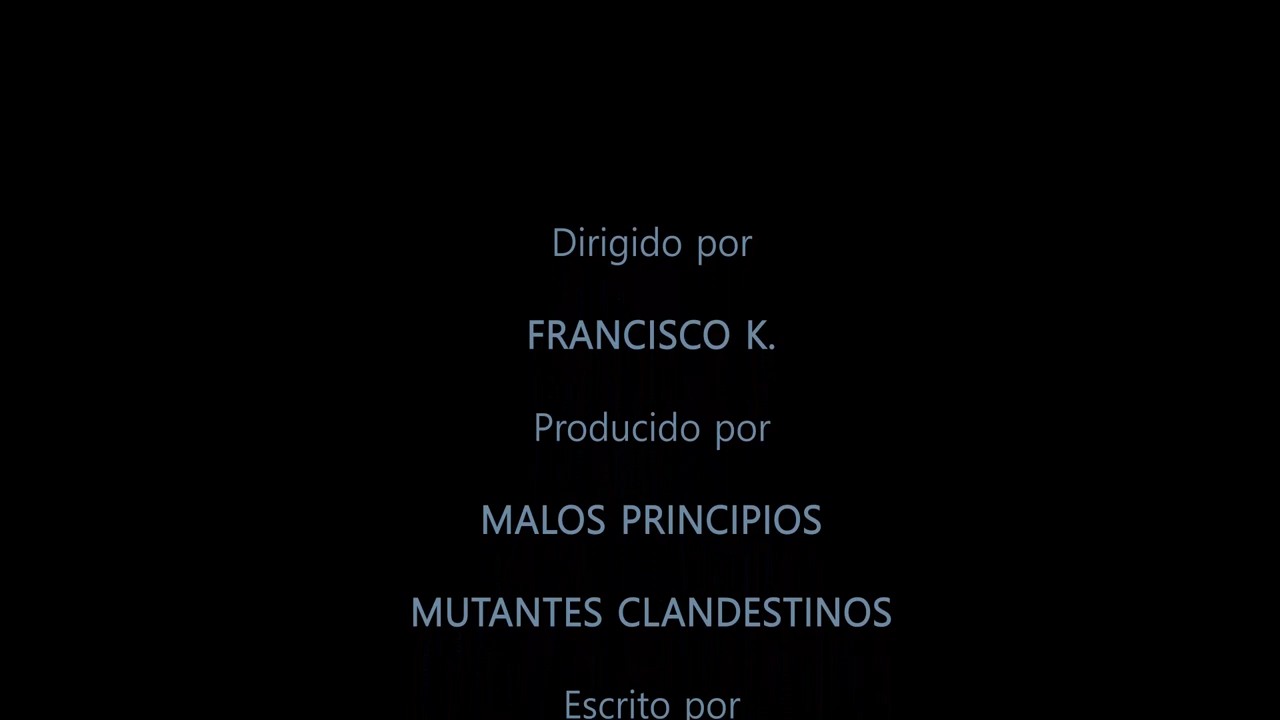 Dirigido por
FRANCISCO K.
Producido por
MALOS PRINCIPIOS
MUTANTES CLANDESTINOS
Escrito por